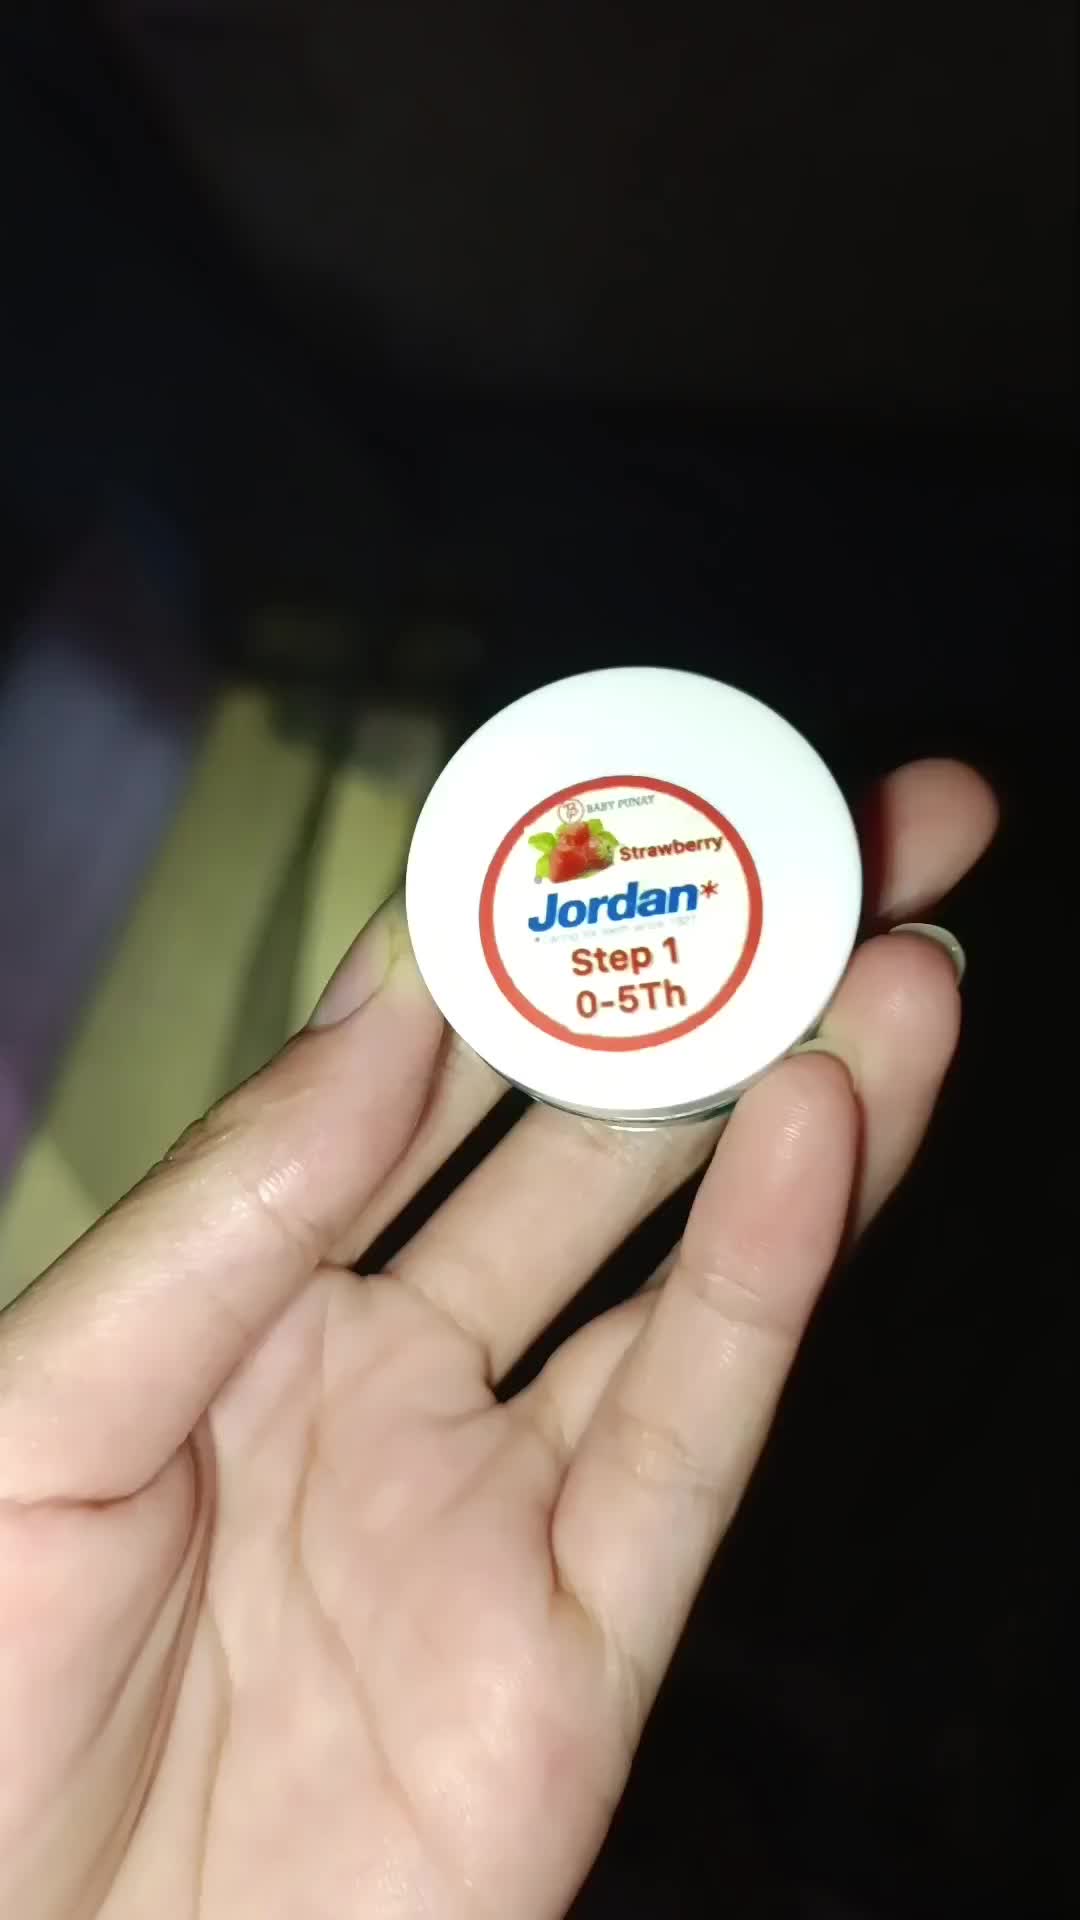 BABY PUNAY
Strawberry
Jordan*
Step 1
0-5Th